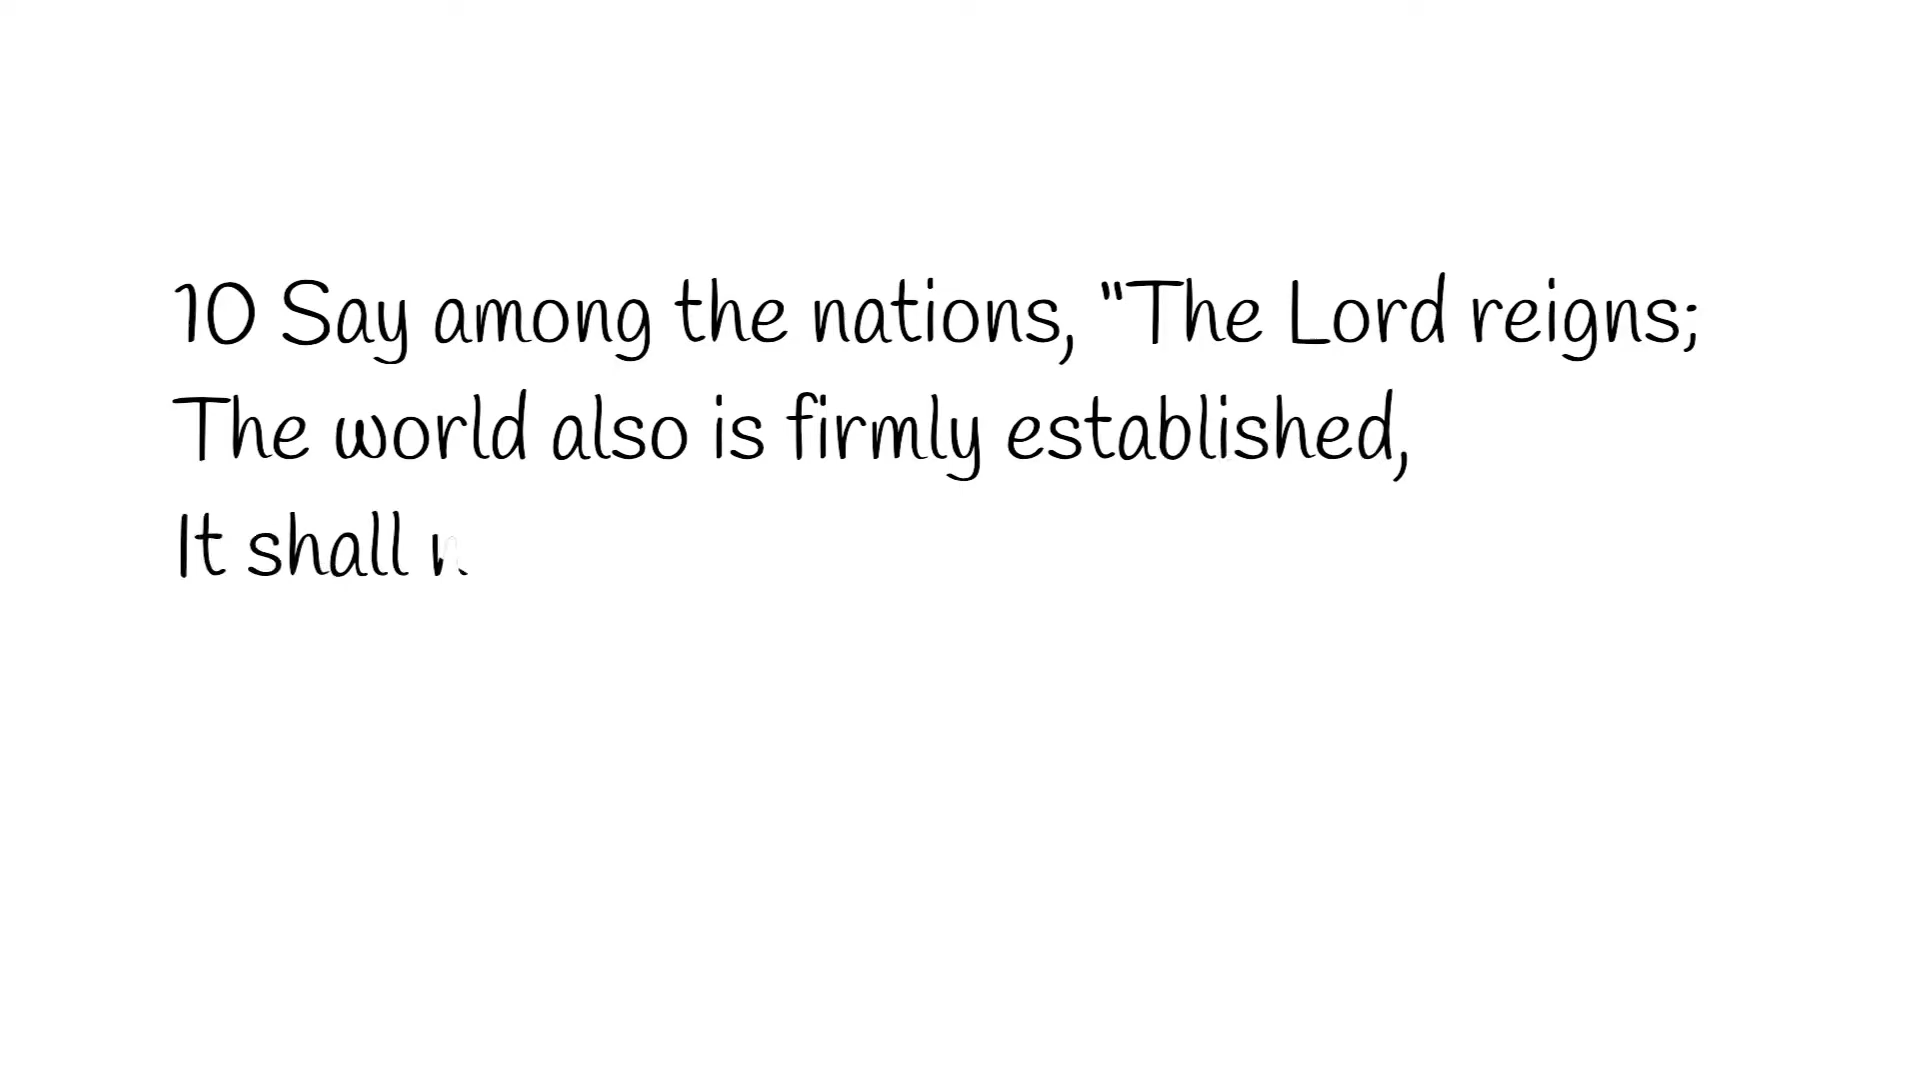 10 Say among the nations, "The Lord reigns;
The world also is firmly established,
It shall